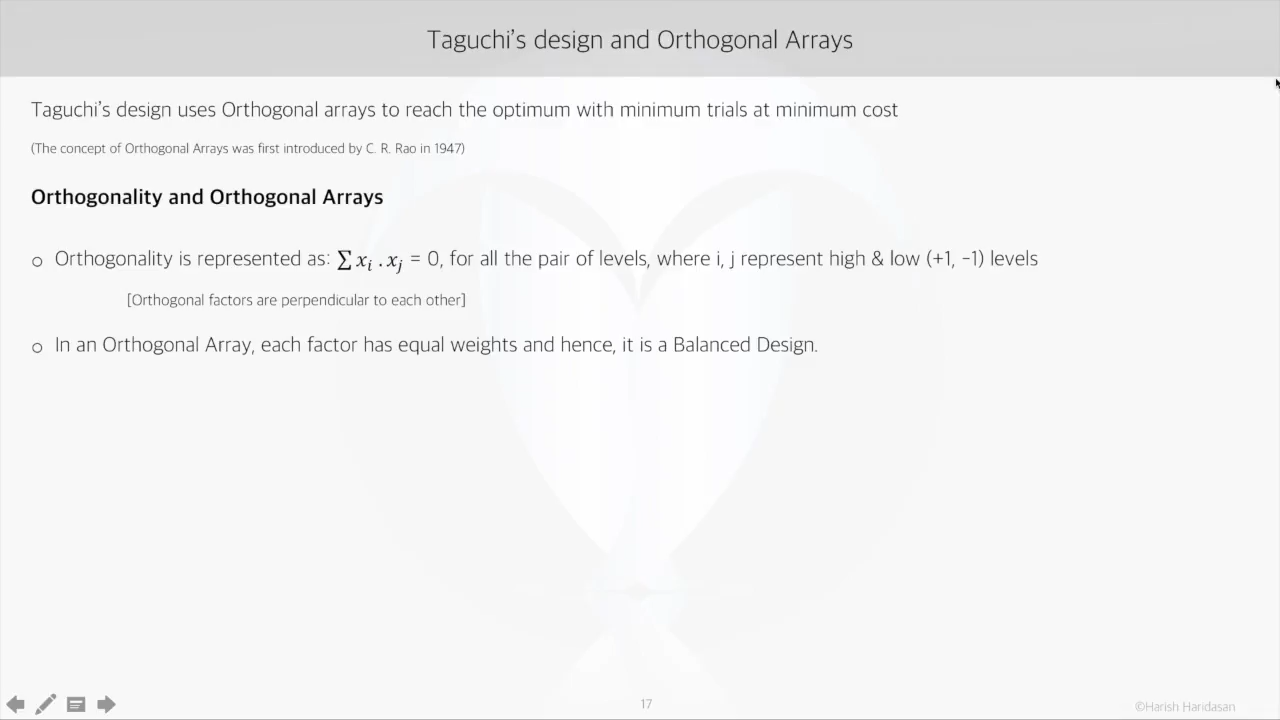 Taguchi's design and Orthogonal Arrays
Taguchi's design uses Orthogonal arrays to reach the optimum with minimum trials at minimum cost
(The concept of Orthogonal Arrays was first introduced by C. R. Rao in 1947)
Orthogonality and Orthogonal Arrays
○ Orthogonality is represented as: ∑ xᵢ . xⱼ = 0, for all the pair of levels, where i, j represent high & low (+1, -1) levels
[Orthogonal factors are perpendicular to each other]
○ In an Orthogonal Array, each factor has equal weights and hence, it is a Balanced Design.
17
©Harish Haridasan